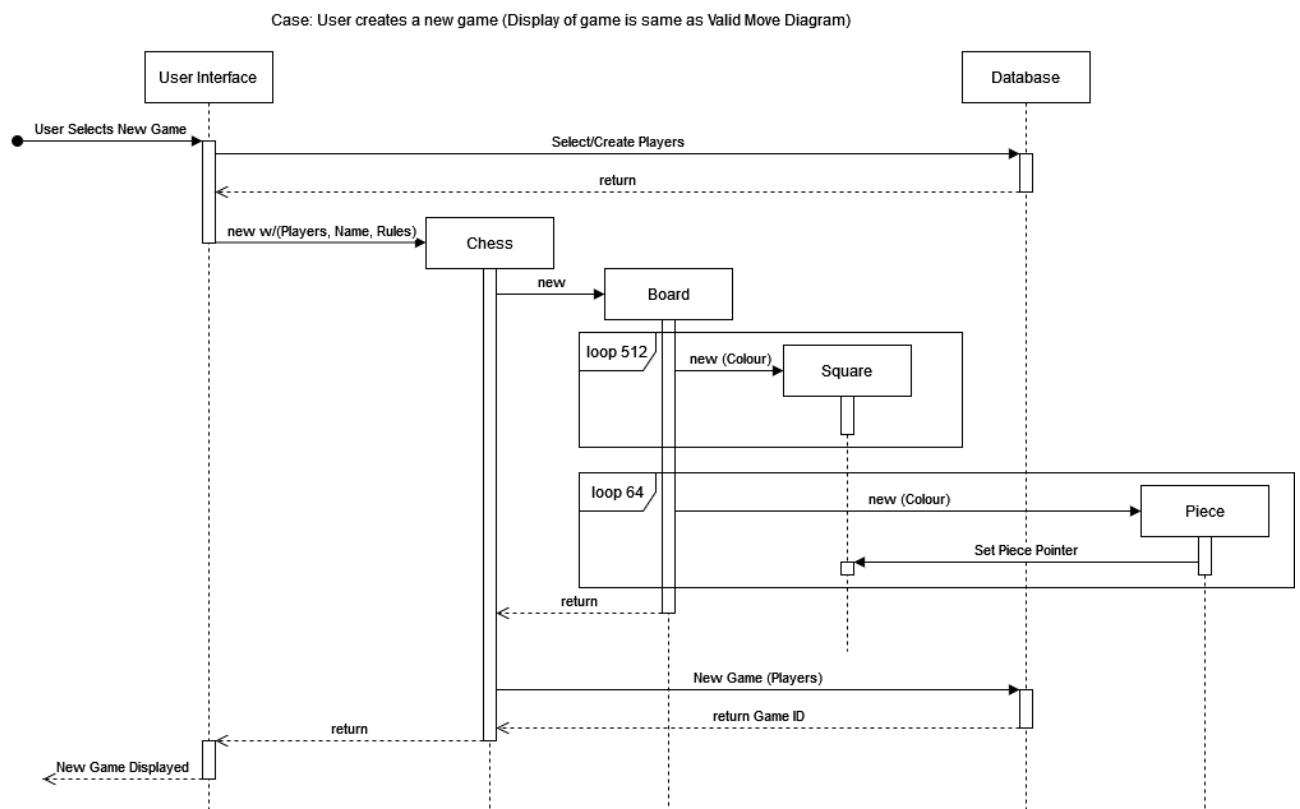 Case: User creates a new game (Display of game is same as Valid Move Diagram)
User Interface
Database
User Selects New Game
Select/Create Players
return
new w/(Players, Name, Rules)
Chess
new
Board
loop 512
new (Colour)
Square
loop 64
new (Colour)
Piece
Set Piece Pointer
return
New Game (Players)
return Game ID
return
New Game Displayed